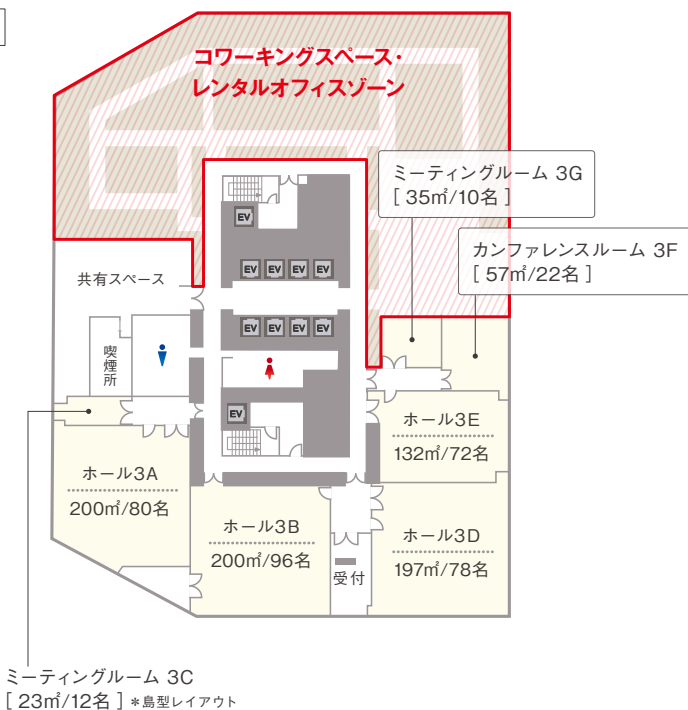 コワーキングスペース・
レンタルオフィスゾーン
ミーティングルーム 3G
[ 35㎡/10名 ]
カンファレンスルーム 3F
[ 57㎡/22名 ]
EV
EV EV EV EV
共有スペース
EV EV EV EV
喫煙所
EV
ホール3E
132㎡/72名
ホール3A
200㎡/80名
ホール3B
200㎡/96名
ホール3D
197㎡/78名
受付
ミーティングルーム 3C
[ 23㎡/12名 ] *島型レイアウト